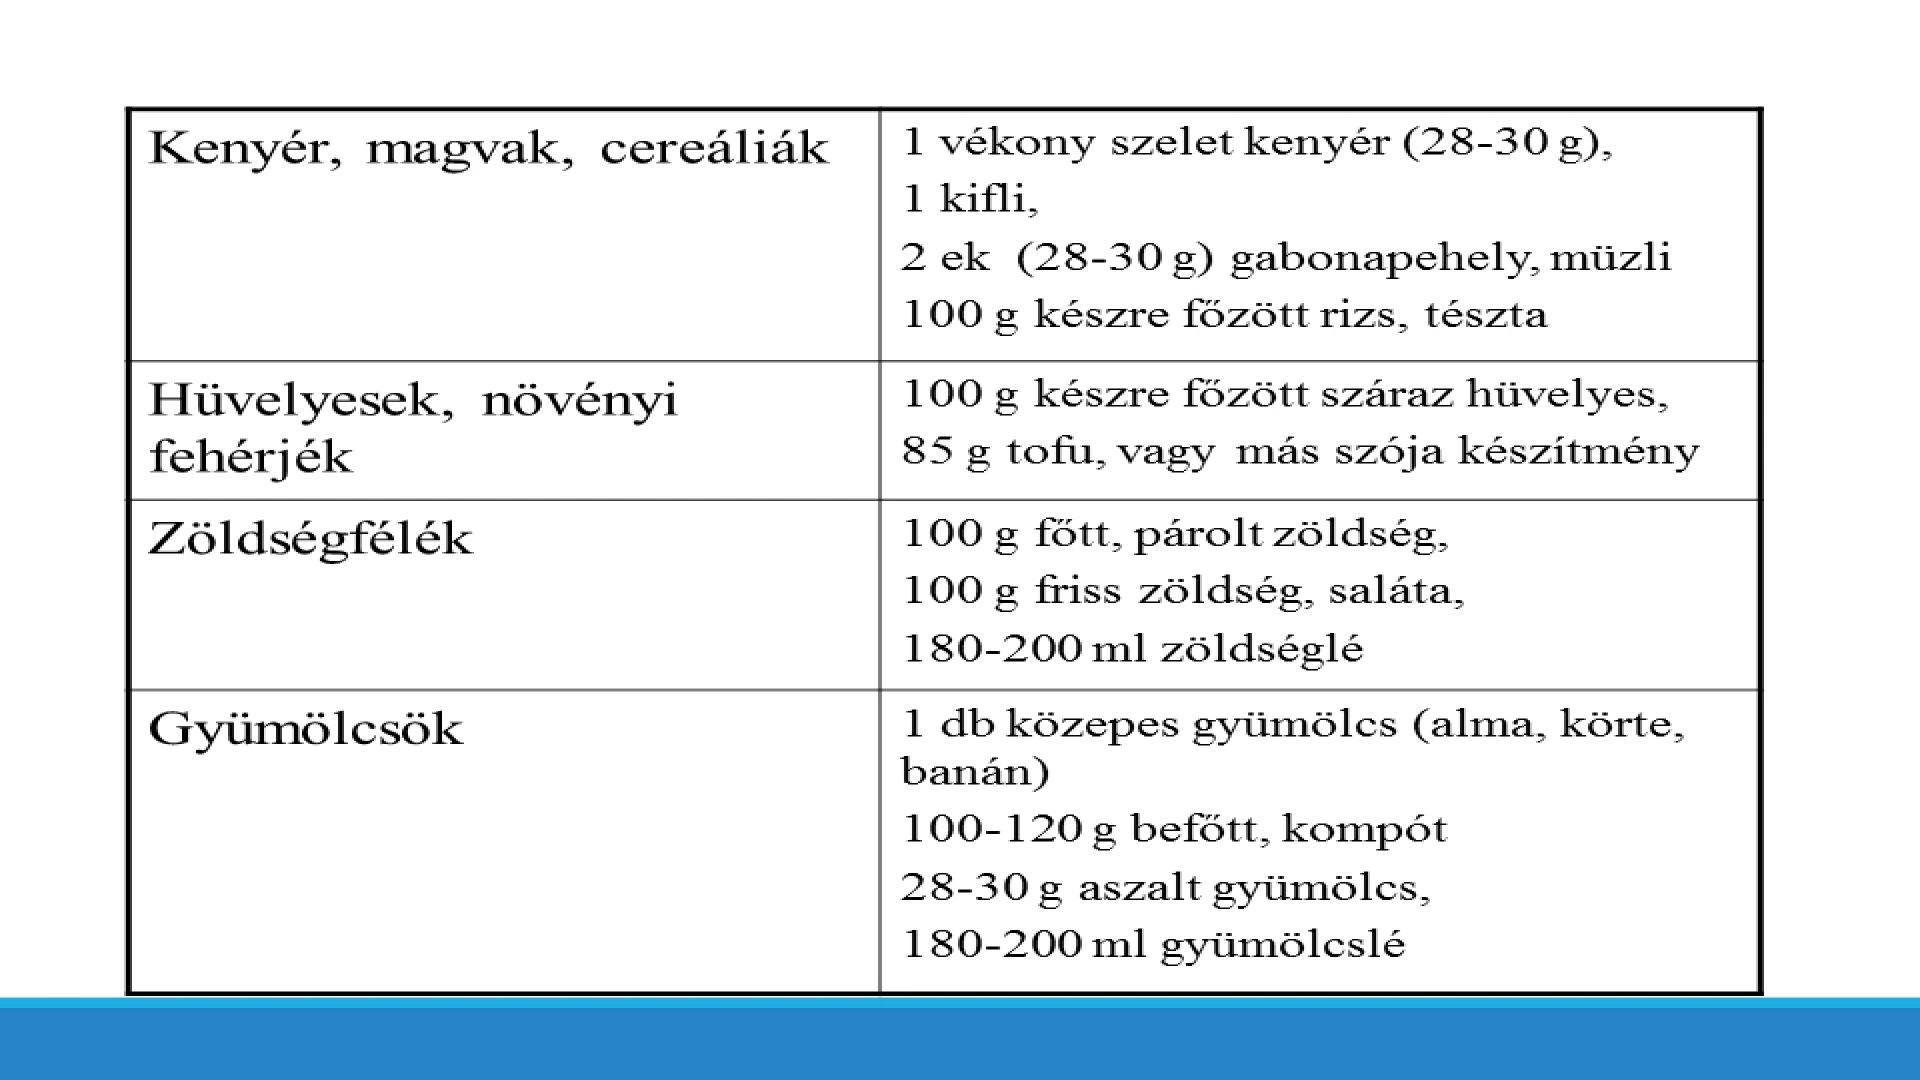 Kenyér, magvak, cereáliák
1 vékony szelet kenyér (28-30 g),
1 kifli,
2 ek (28-30 g) gabonapehely, müzli
100 g készre főzött rizs, tészta
Hüvelyesek, növényi
fehérjék
100 g készre főzött száraz hüvelyes,
85 g tofu, vagy más szója készítmény
Zöldségfélék
100 g főtt, párolt zöldség,
100 g friss zöldség, saláta,
180-200 ml zöldséglé
Gyümölcsök
1 db közepes gyümölcs (alma, körte,
banán)
100-120 g befőtt, kompót
28-30 g aszalt gyümölcs,
180-200 ml gyümölcslé